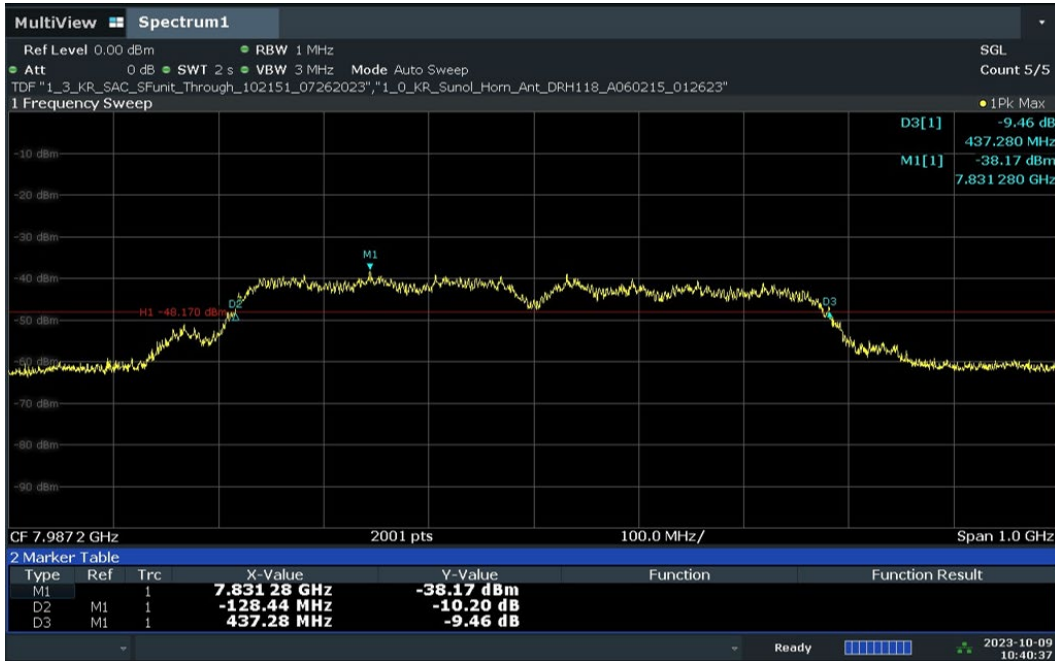 MultiView Spectrum1
Ref Level 0.00 dBm RBW 1 MHz SGL
Att 0 dB SWT 2 s VBW 3 MHz Mode Auto Sweep Count 5/5
TDF "1_3_KR_SAC_SFunit_Through_102151_07262023","1_0_KR_Sunol_Horn_Ant_DRH118_A060215_012623"
1 Frequency Sweep 1Pk Max
D3[1] -9.46 dB
437.280 MHz
M1[1] -38.17 dBm
7.831 280 GHz
-10 dBm
-20 dBm
-30 dBm
M1
-40 dBm
D2 D3
H1 -48.170 dBm
-50 dBm
-60 dBm
-70 dBm
-80 dBm
-90 dBm
CF 7.987 2 GHz 2001 pts 100.0 MHz/ Span 1.0 GHz
2 Marker Table
Type Ref Trc X-Value Y-Value Function Function Result
M1 1 7.831 28 GHz -38.17 dBm
D2 M1 1 -128.44 MHz -10.20 dB
D3 M1 1 437.28 MHz -9.46 dB
Ready 2023-10-09
10:40:37